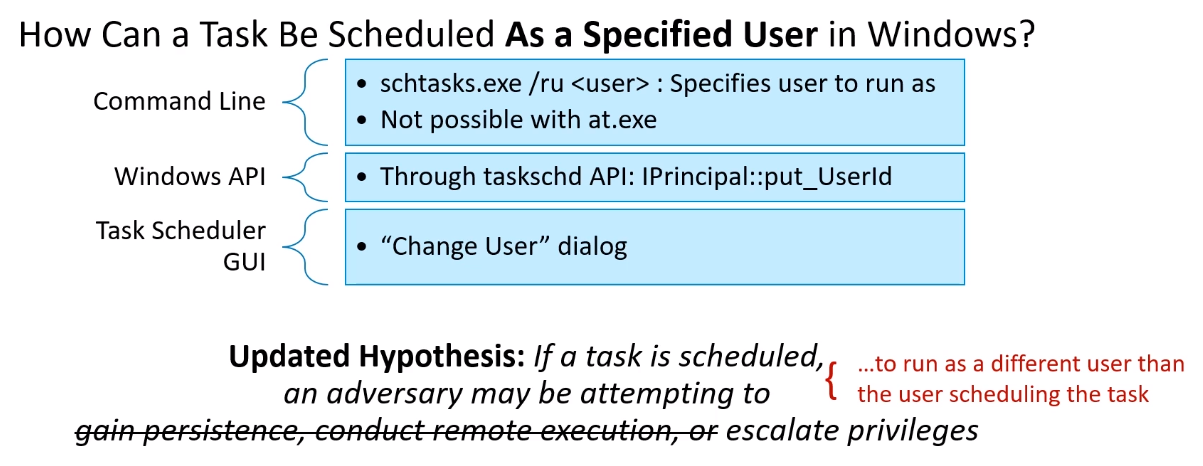 How Can a Task Be Scheduled As a Specified User in Windows?
Command Line
• schtasks.exe /ru <user> : Specifies user to run as
• Not possible with at.exe
Windows API
• Through taskschd API: IPrincipal::put_UserId
Task Scheduler
GUI
• “Change User” dialog
Updated Hypothesis: If a task is scheduled,
...to run as a different user than
the user scheduling the task
an adversary may be attempting to
gain persistence, conduct remote execution, or escalate privileges